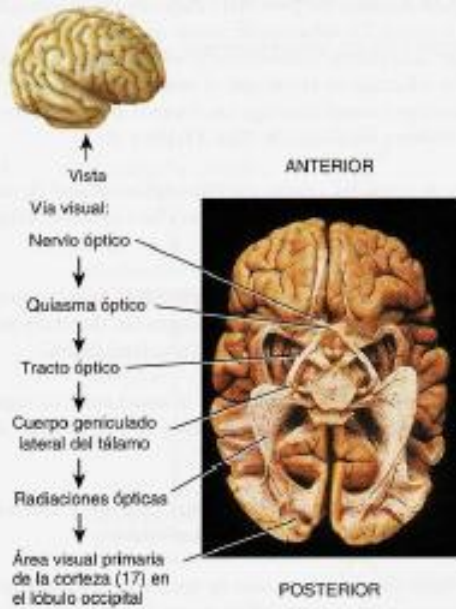 Vista
ANTERIOR
Vía visual:
Nervio óptico
Quiasma óptico
Tracto óptico
Cuerpo geniculado
lateral del tálamo
Radiaciones ópticas
Área visual primaria
de la corteza (17) en
el lóbulo occipital
POSTERIOR